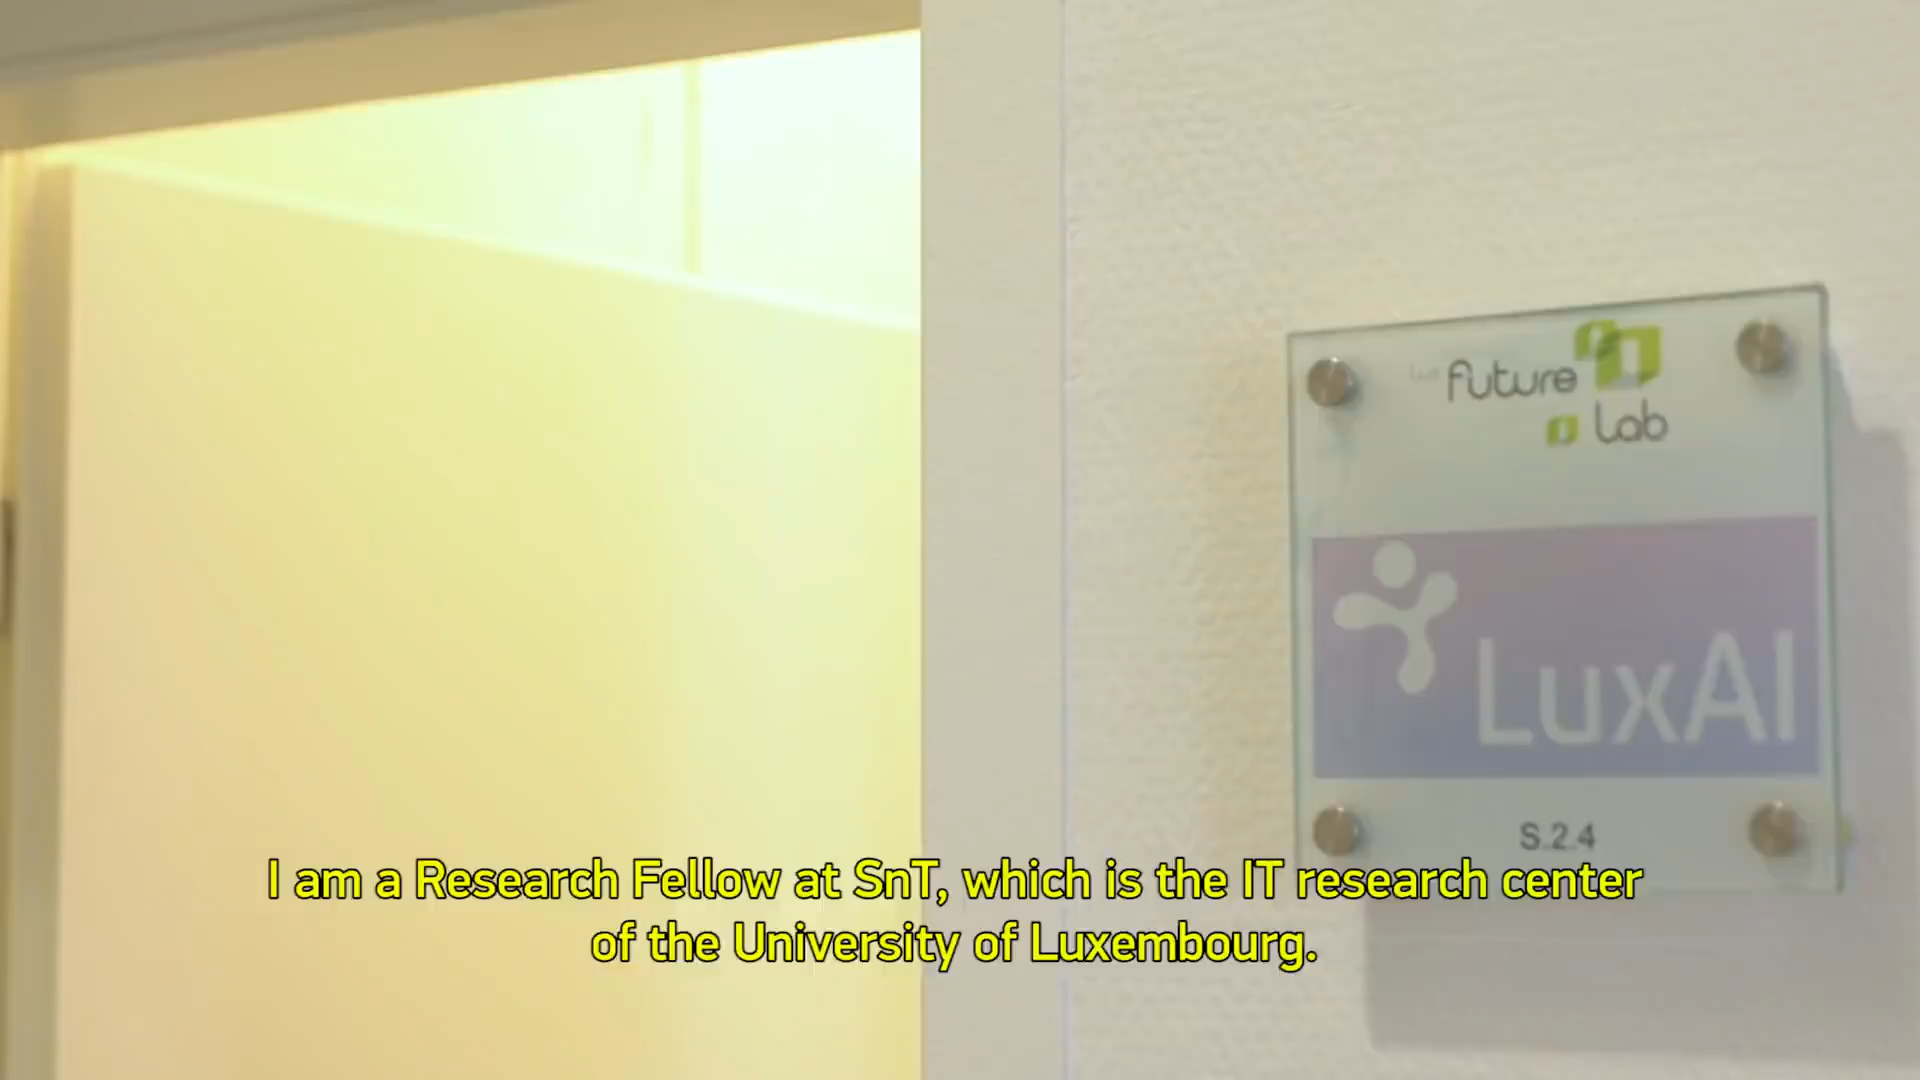 Lux future
lab
LuxAI
S.2.4
I am a Research Fellow at SnT, which is the IT research center
of the University of Luxembourg.